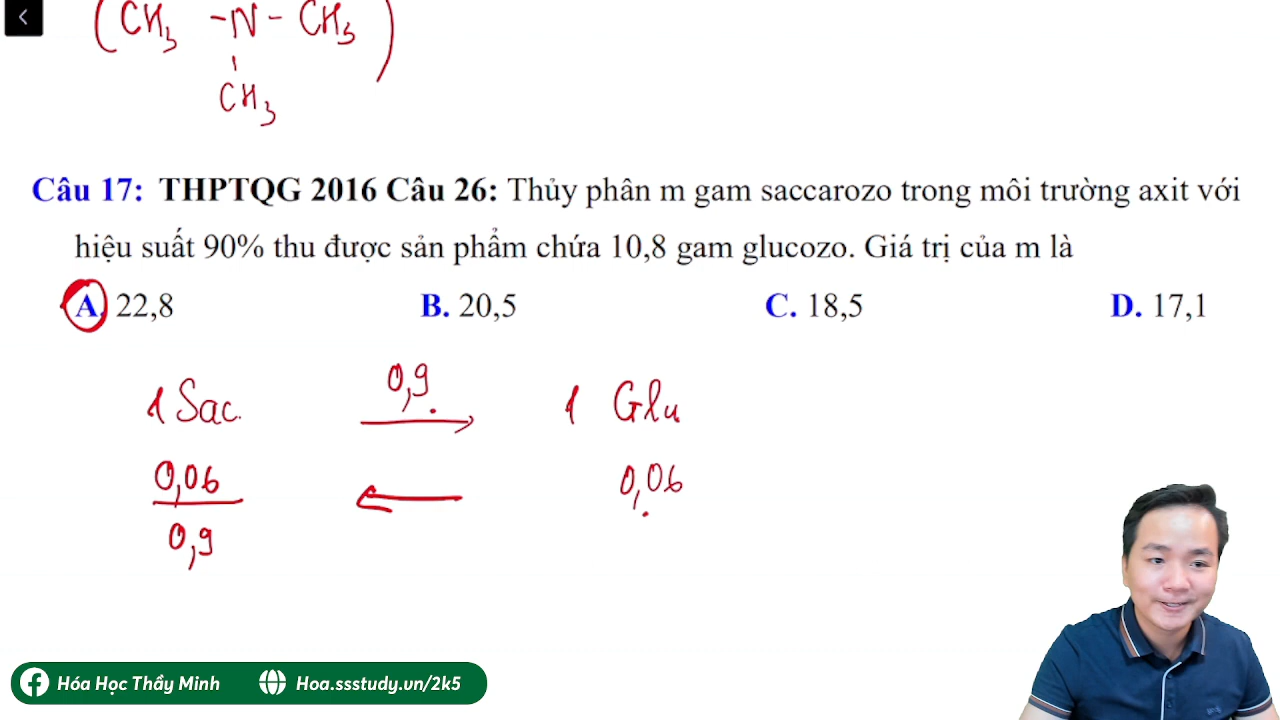 (CH3 -N- CH3)
CH3
Câu 17: THPTQG 2016 Câu 26: Thủy phân m gam saccarozo trong môi trường axit với
hiệu suất 90% thu được sản phẩm chứa 10,8 gam glucozo. Giá trị của m là
A. 22,8 B. 20,5 C. 18,5 D. 17,1
1 Sac. 0,9 1 Glu
0,06 0,06
0,9
Hóa Học Thầy Minh Hoa.ssstudy.vn/2k5